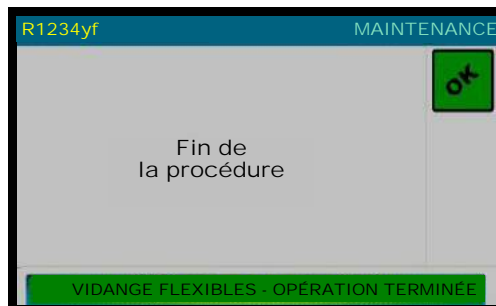 R1234yf MAINTENANCE
OK
Fin de
la procédure
VIDANGE FLEXIBLES - OPÉRATION TERMINÉE